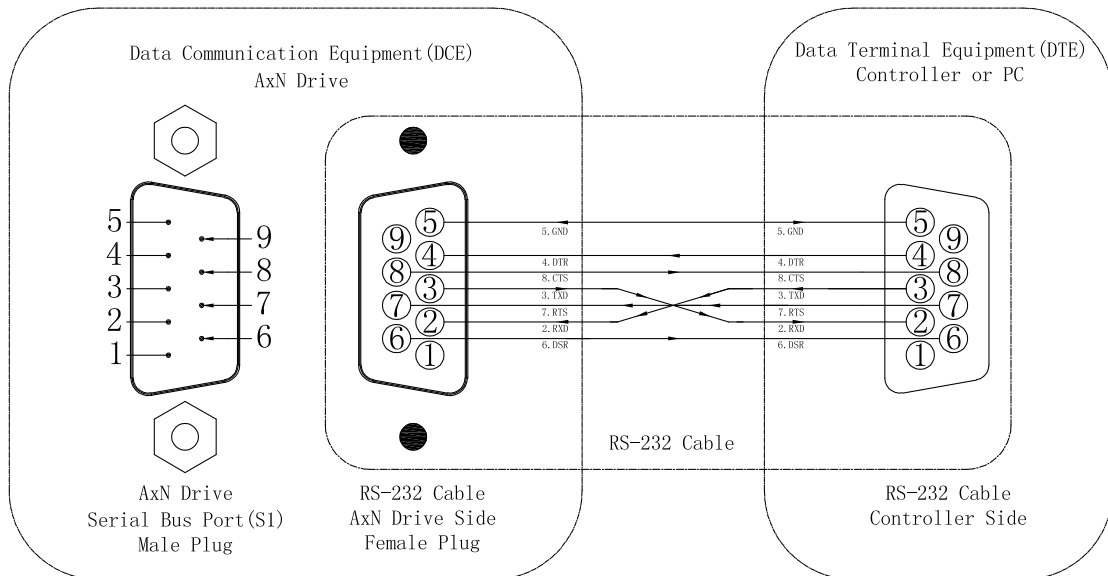 Data Communication Equipment(DCE)
AxN Drive
Data Terminal Equipment(DTE)
Controller or PC
5
4
3
2
1
9
8
7
6
9
8
7
6
5
4
3
2
1
5.GND
4.DTR
8.CTS
3.TXD
7.RTS
2.RXD
6.DSR
5.GND
4.DTR
8.CTS
3.TXD
7.RTS
2.RXD
6.DSR
5
4
3
2
1
9
8
7
6
RS-232 Cable
AxN Drive
Serial Bus Port(S1)
Male Plug
RS-232 Cable
AxN Drive Side
Female Plug
RS-232 Cable
Controller Side